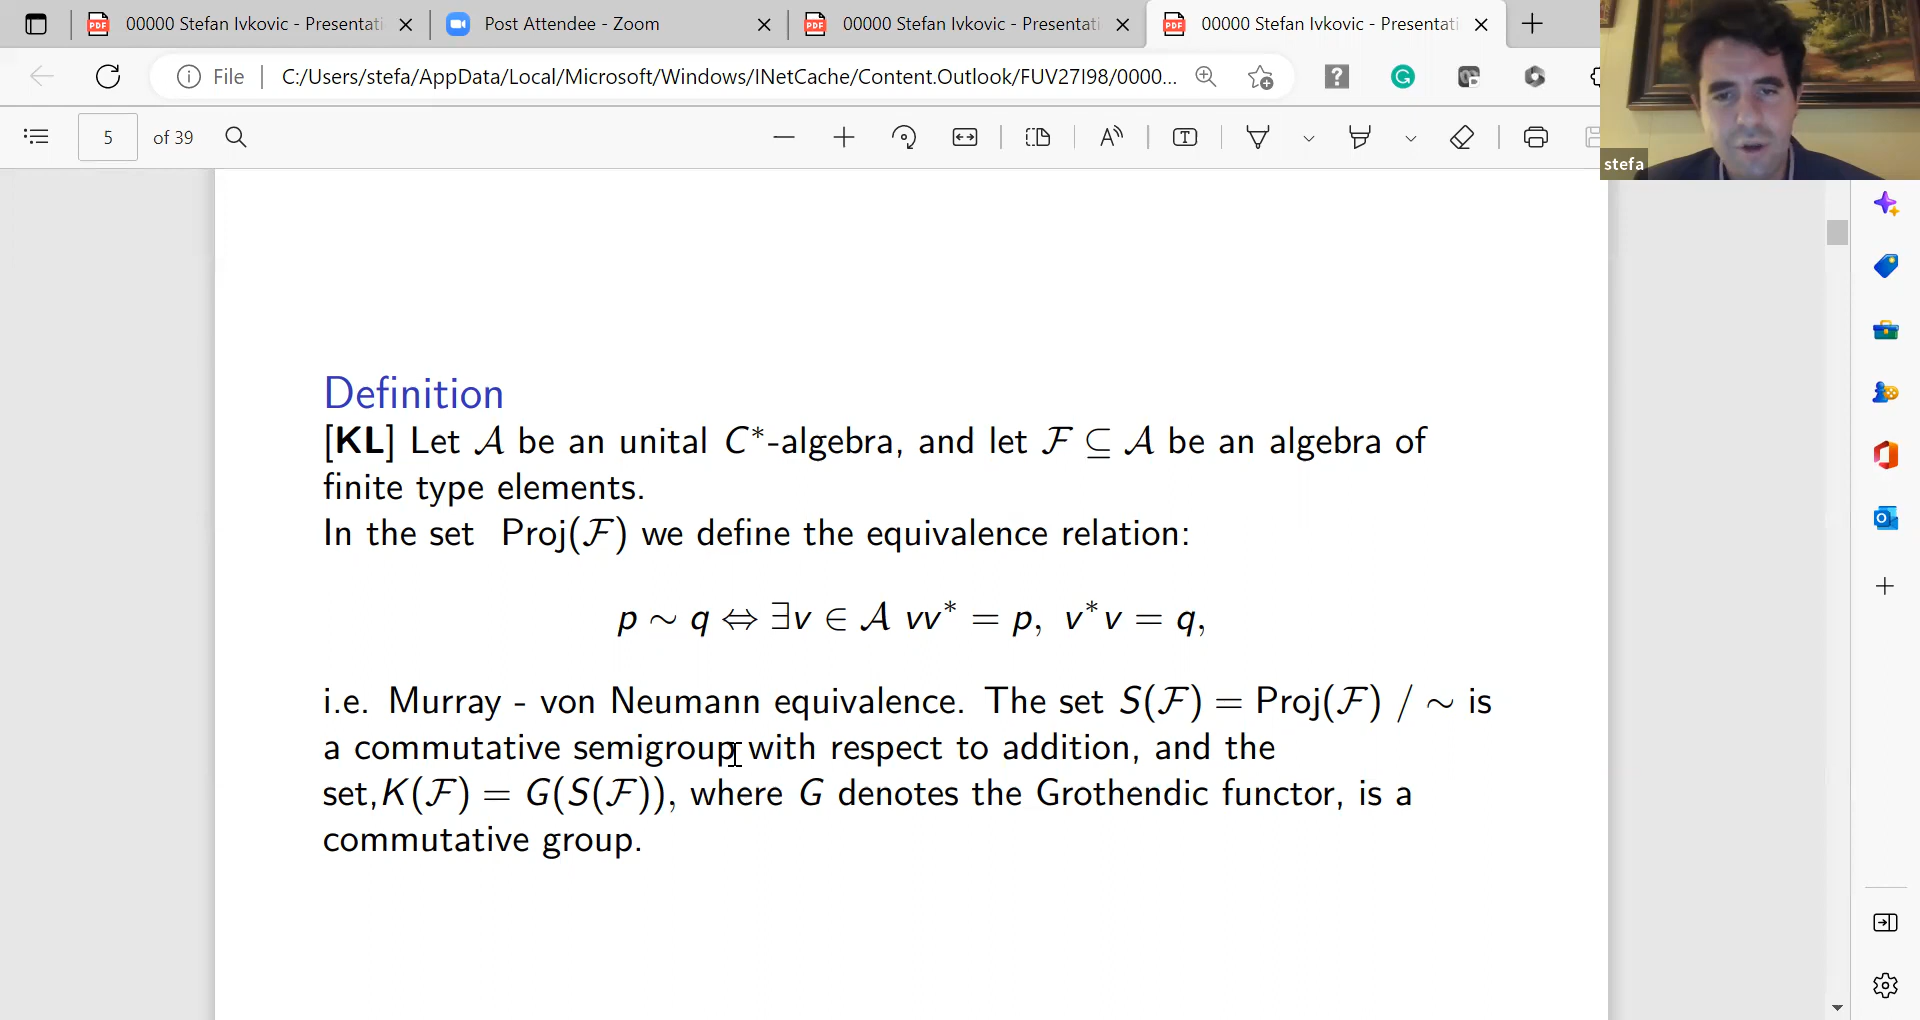 00000 Stefan Ivkovic - Presentati
Post Attendee - Zoom
00000 Stefan Ivkovic - Presentati
00000 Stefan Ivkovic - Presentati
File
C:/Users/stefa/AppData/Local/Microsoft/Windows/INetCache/Content.Outlook/FUV27I98/0000...
5 of 39
stefa
Definition
[KL] Let 𝒜 be an unital C*-algebra, and let ℱ ⊆ 𝒜 be an algebra of
finite type elements.
In the set Proj(ℱ) we define the equivalence relation:
p ∼ q ⇔ ∃v ∈ 𝒜 vv* = p, v*v = q,
i.e. Murray - von Neumann equivalence. The set S(ℱ) = Proj(ℱ) / ∼ is
a commutative semigroup with respect to addition, and the
set,K(ℱ) = G(S(ℱ)), where G denotes the Grothendic functor, is a
commutative group.